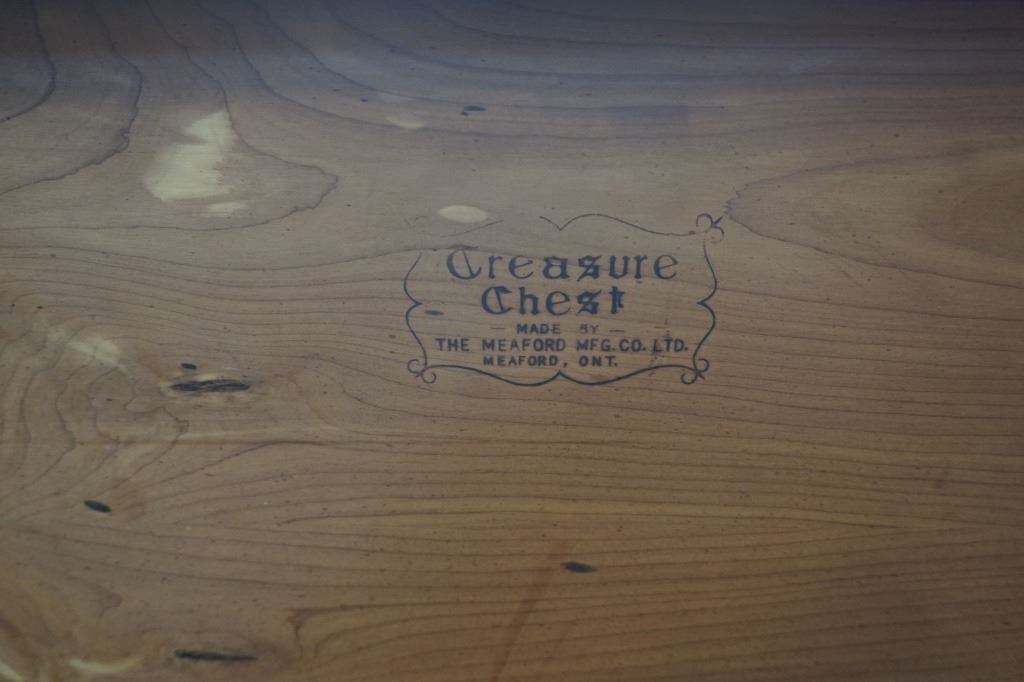 Treasure
Chest
— MADE BY —
THE MEAFORD MFG. CO. LTD.
MEAFORD, ONT.